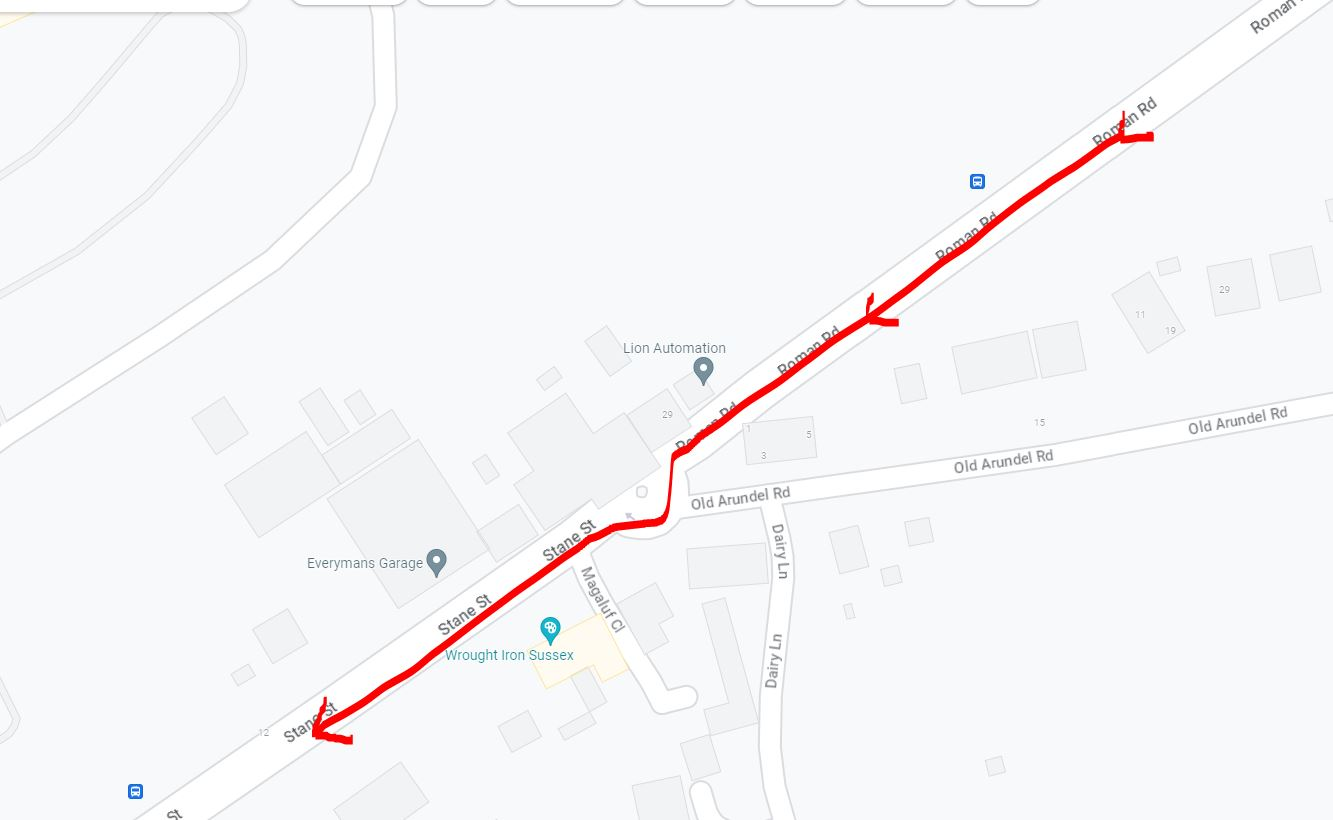 Roman
Roman Rd
Roman Rd
Roman Rd
Lion Automation
29
Roman Rd
29
11
19
1
5
3
15
Old Arundel Rd
Old Arundel Rd
Old Arundel Rd
Stane St
Dairy Ln
Everymans Garage
Magaluf Cl
Stane St
Wrought Iron Sussex
Dairy Ln
Stane St
12
St